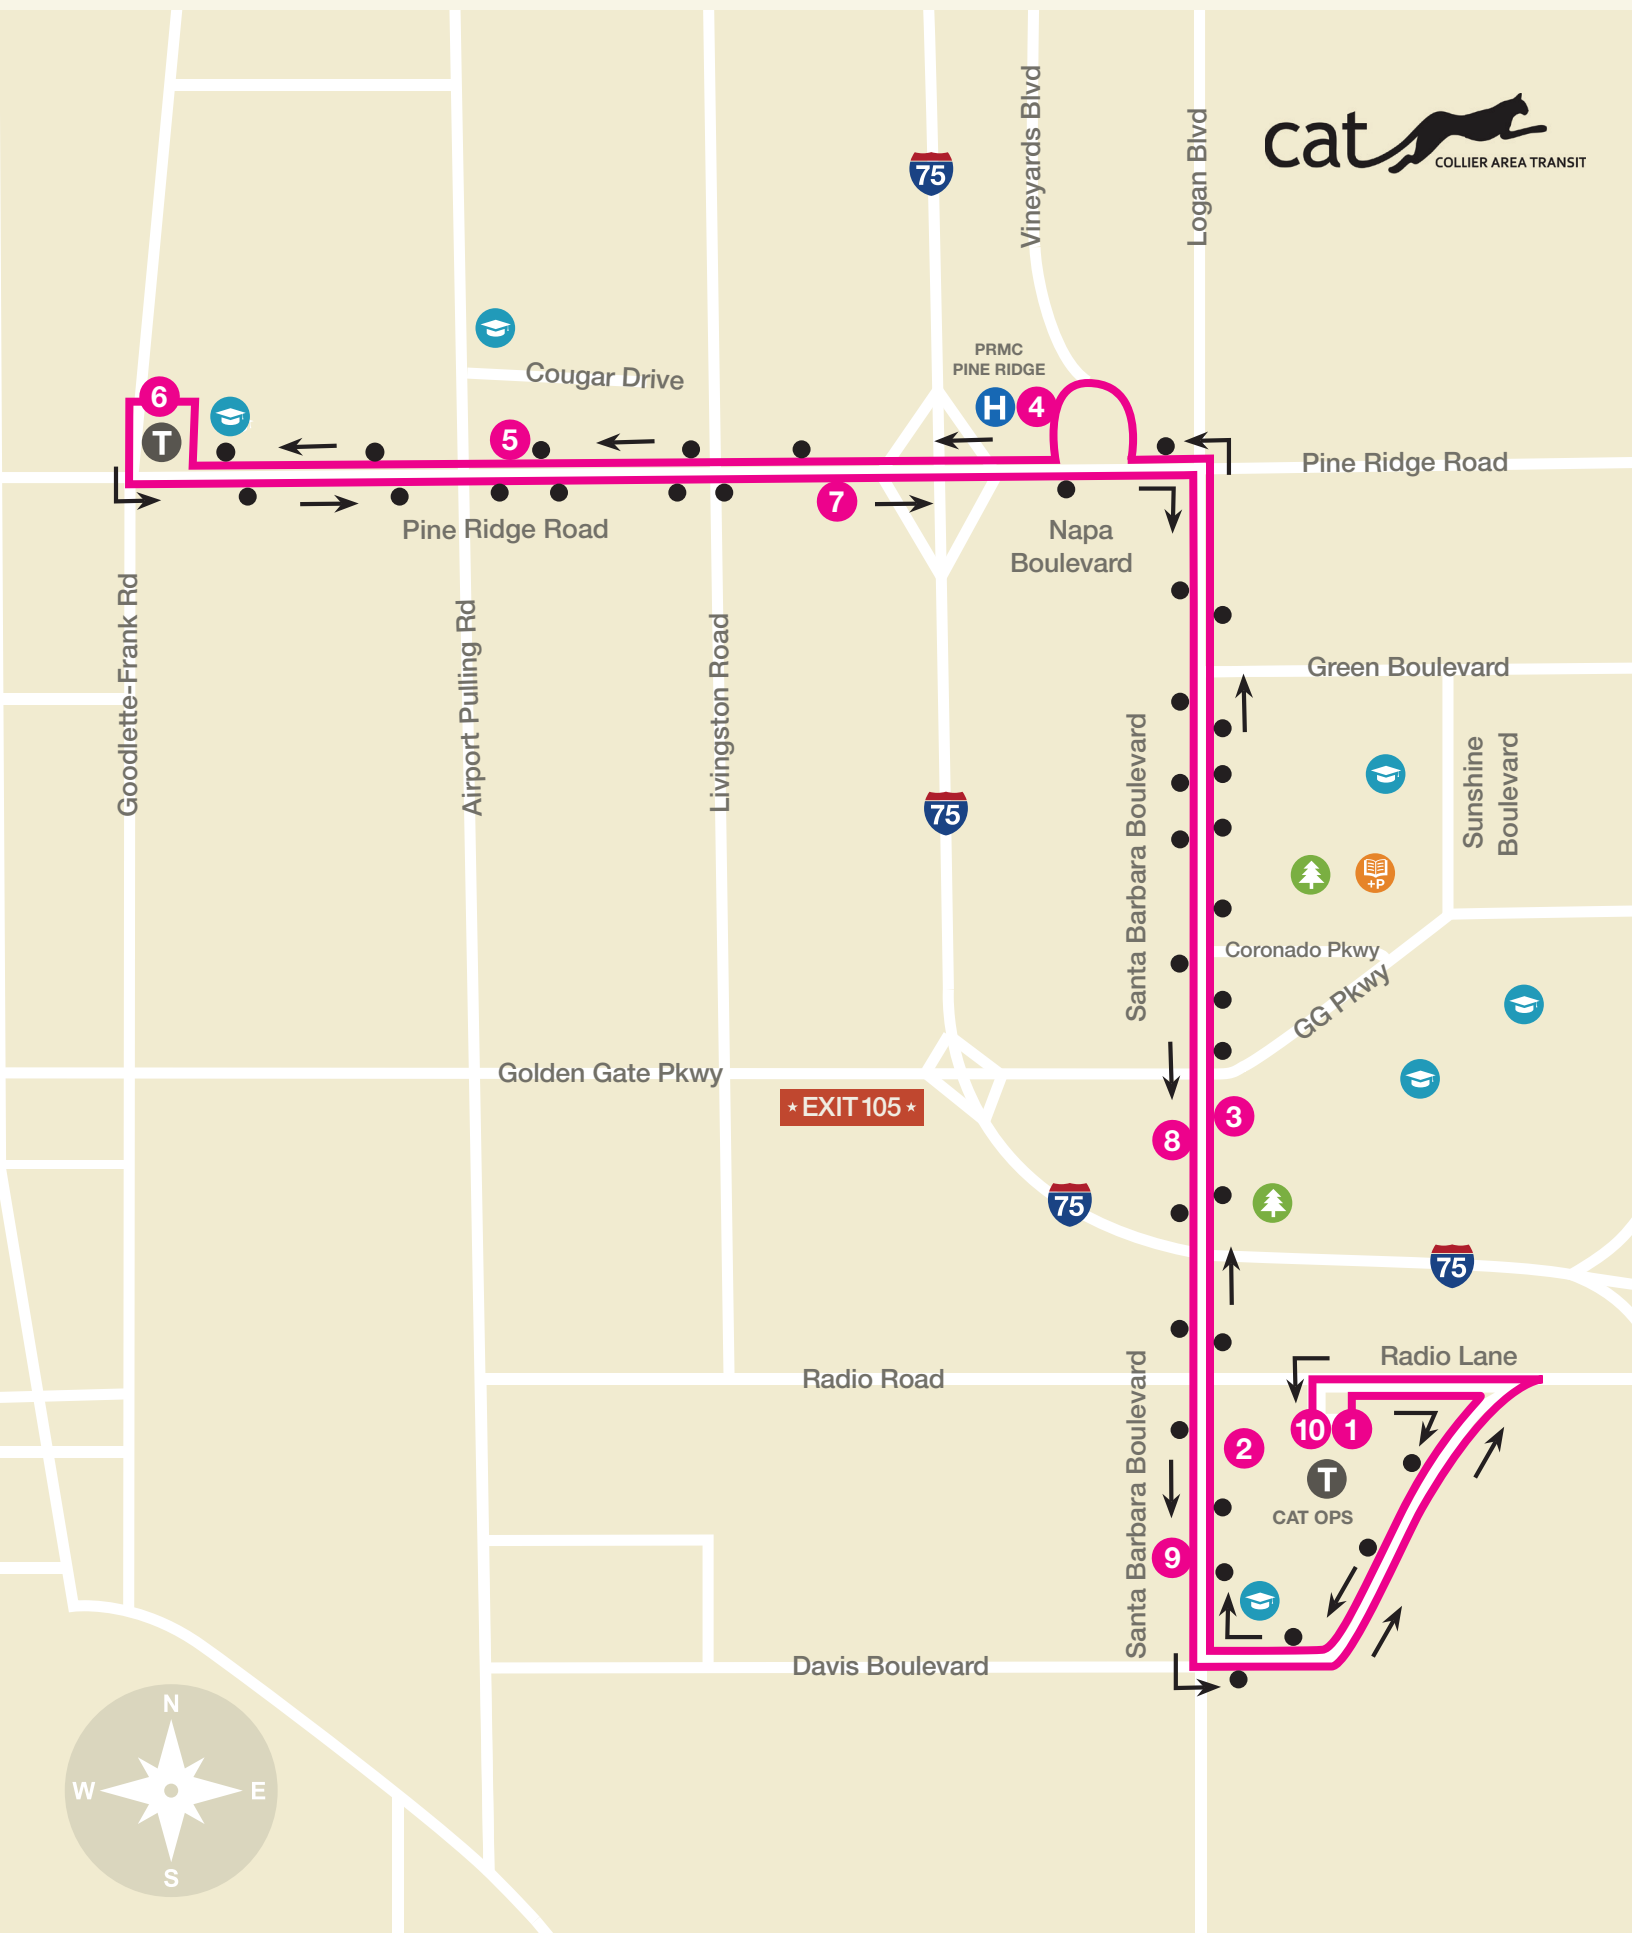 Vineyards Blvd
Logan Blvd
cat
COLLIER AREA TRANSIT
75
PRMC
PINE RIDGE
H
4
Cougar Drive
6
T
5
Pine Ridge Road
7
Pine Ridge Road
Napa
Boulevard
Goodlette-Frank Rd
Airport Pulling Rd
Livingston Road
Green Boulevard
Santa Barbara Boulevard
Sunshine
Boulevard
75
+P
Coronado Pkwy
GG Pkwy
Golden Gate Pkwy
EXIT 105
3
8
75
75
Radio Lane
Radio Road
Santa Barbara Boulevard
10
1
2
T
CAT OPS
9
Davis Boulevard
N
W
E
S